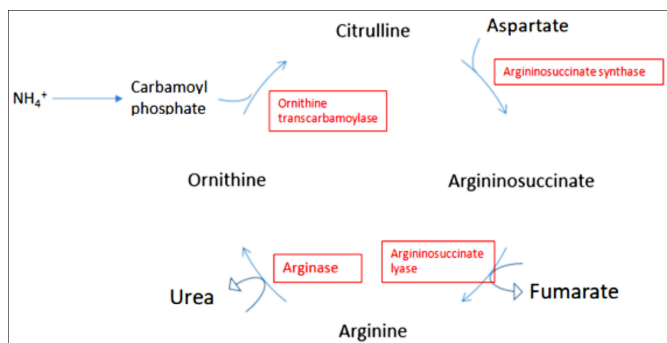 Citrulline
Aspartate
Argininosuccinate synthase
NH₄⁺
Carbamoyl
phosphate
Ornithine
transcarbamoylase
Ornithine
Argininosuccinate
Arginase
Argininosuccinate
lyase
Urea
Fumarate
Arginine